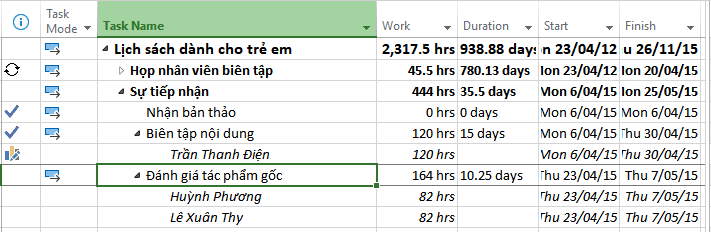 Task Mode Task Name Work Duration Start Finish
Lịch sách dành cho trẻ em 2,317.5 hrs 938.88 days on 23/04/12 u 26/11/15
Họp nhân viên biên tập 45.5 hrs 780.13 days Mon 23/04/12 Mon 20/04/15
Sự tiếp nhận 444 hrs 35.5 days Mon 6/04/15 Mon 25/05/15
Nhận bản thảo 0 hrs 0 days Mon 6/04/15 Mon 6/04/15
Biên tập nội dung 120 hrs 15 days Mon 6/04/15 Thu 30/04/15
Trần Thanh Điện 120 hrs Mon 6/04/15 Thu 30/04/15
Đánh giá tác phẩm gốc 164 hrs 10.25 days Thu 23/04/15 Thu 7/05/15
Huỳnh Phương 82 hrs Thu 23/04/15 Thu 7/05/15
Lê Xuân Thy 82 hrs Thu 23/04/15 Thu 7/05/15